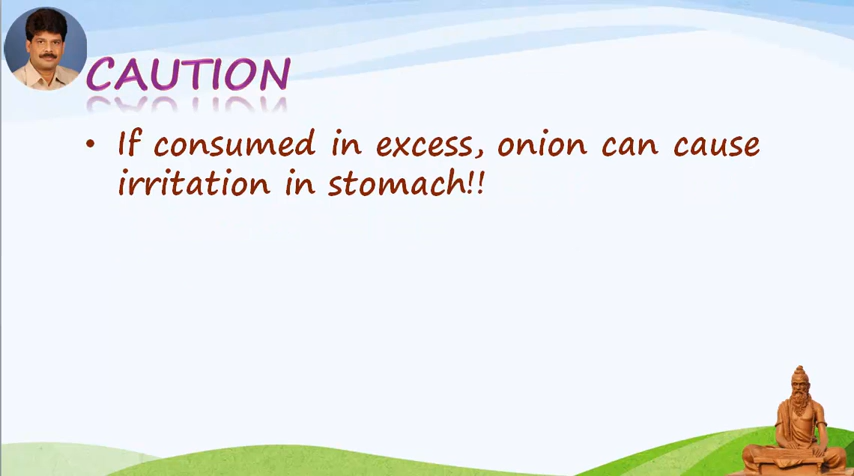 CAUTION
• If consumed in excess, onion can cause
irritation in stomach!!